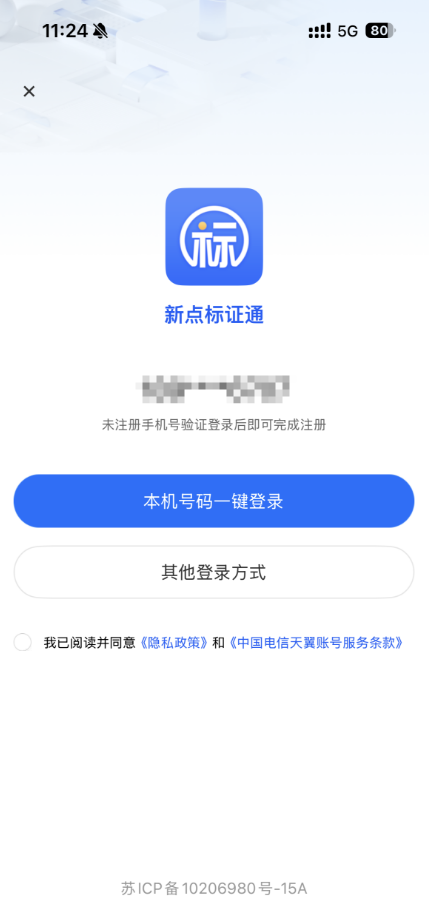 11:24
5G
80
标
新点标证通
未注册手机号验证登录后即可完成注册
本机号码一键登录
其他登录方式
我已阅读并同意《隐私政策》和《中国电信天翼账号服务条款》
苏ICP备10206980号-15A